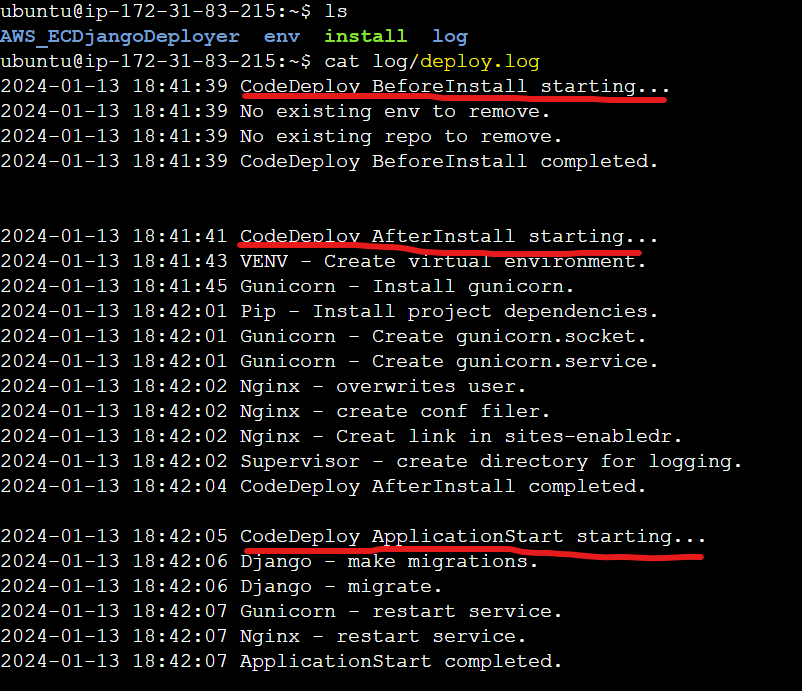 ubuntu@ip-172-31-83-215:~$ ls
AWS_ECDjangoDeployer  env  install  log
ubuntu@ip-172-31-83-215:~$ cat log/deploy.log
2024-01-13 18:41:39 CodeDeploy BeforeInstall starting...
2024-01-13 18:41:39 No existing env to remove.
2024-01-13 18:41:39 No existing repo to remove.
2024-01-13 18:41:39 CodeDeploy BeforeInstall completed.
2024-01-13 18:41:41 CodeDeploy AfterInstall starting...
2024-01-13 18:41:43 VENV - Create virtual environment.
2024-01-13 18:41:45 Gunicorn - Install gunicorn.
2024-01-13 18:42:01 Pip - Install project dependencies.
2024-01-13 18:42:01 Gunicorn - Create gunicorn.socket.
2024-01-13 18:42:01 Gunicorn - Create gunicorn.service.
2024-01-13 18:42:02 Nginx - overwrites user.
2024-01-13 18:42:02 Nginx - create conf filer.
2024-01-13 18:42:02 Nginx - Creat link in sites-enabledr.
2024-01-13 18:42:02 Supervisor - create directory for logging.
2024-01-13 18:42:04 CodeDeploy AfterInstall completed.
2024-01-13 18:42:05 CodeDeploy ApplicationStart starting...
2024-01-13 18:42:06 Django - make migrations.
2024-01-13 18:42:06 Django - migrate.
2024-01-13 18:42:07 Gunicorn - restart service.
2024-01-13 18:42:07 Nginx - restart service.
2024-01-13 18:42:07 ApplicationStart completed.